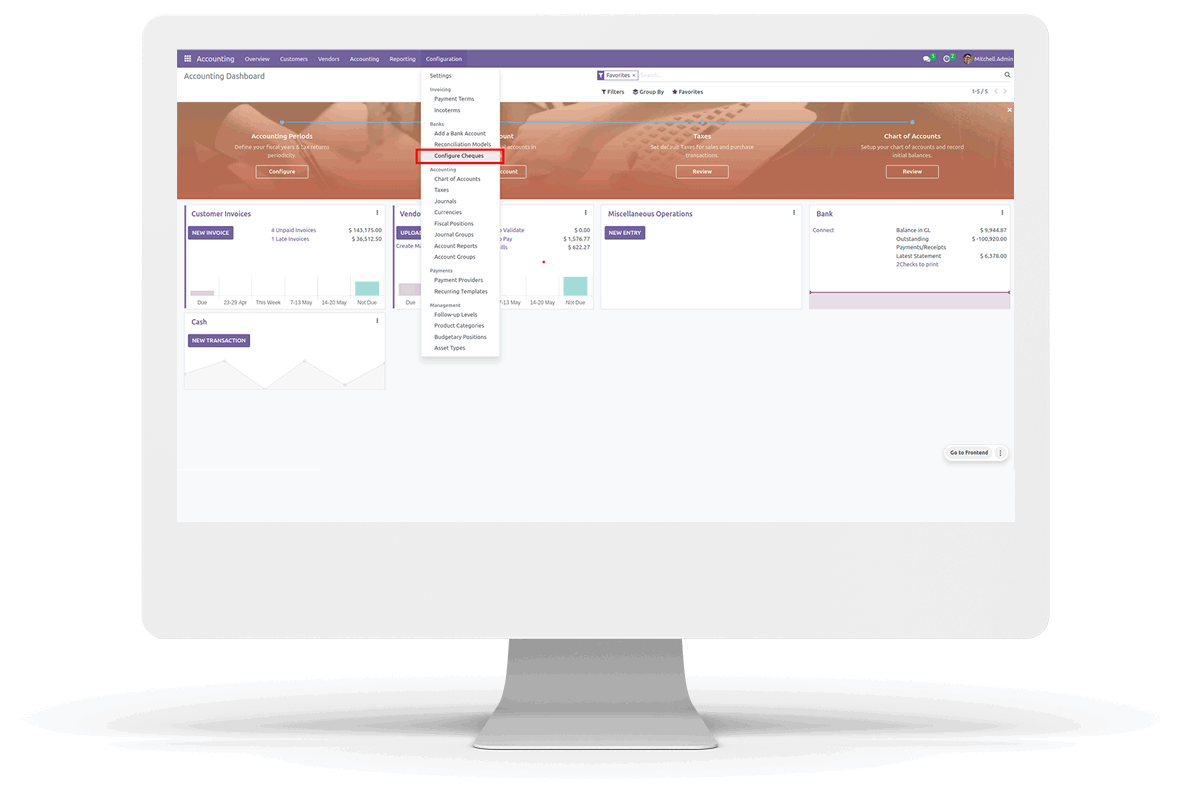 Accounting Overview Customers Vendors Accounting Reporting Configuration 5 2 Mitchell Admin
Accounting Dashboard
Favorites × Search...
Filters Group By Favorites 1-5 / 5
Settings
Invoicing
Payment Terms
Incoterms
Banks
Add a Bank Account
Reconciliation Models
Configure Cheques
Accounting
Chart of Accounts
Taxes
Journals
Currencies
Fiscal Positions
Journal Groups
Account Reports
Account Groups
Payments
Payment Providers
Recurring Templates
Management
Follow-up Levels
Product Categories
Budgetary Positions
Asset Types
Accounting Periods
Define your fiscal years & tax returns
periodicity.
Configure
ount
al accounts in
ccount
Taxes
Set default Taxes for sales and purchase
transactions.
Review
Chart of Accounts
Setup your chart of accounts and record
initial balances.
Review
Customer Invoices
NEW INVOICE
4 Unpaid Invoices $ 143,175.00
1 Late Invoices $ 36,512.50
Due 23-29 Apr This Week 7-13 May 14-20 May Not Due
Vendo
UPLOA
Create Ma
o Validate $ 0.00
o Pay $ 1,576.77
ills $ 622.27
Due 7-13 May 14-20 May Not Due
Miscellaneous Operations
NEW ENTRY
Bank
Connect
Balance in GL $ 9,944.87
Outstanding $ -100,920.00
Payments/Receipts
Latest Statement $ 6,378.00
2Checks to print
Cash
NEW TRANSACTION
Go to Frontend